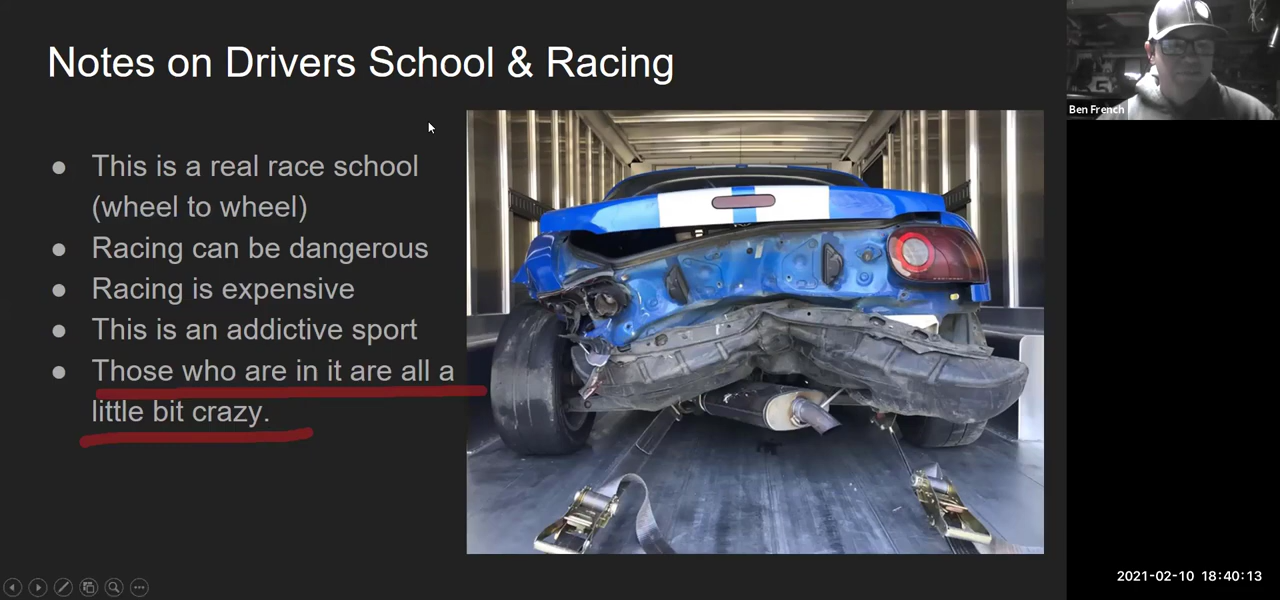 Notes on Drivers School & Racing
Ben French
● This is a real race school
(wheel to wheel)
● Racing can be dangerous
● Racing is expensive
● This is an addictive sport
● Those who are in it are all a
little bit crazy.
2021-02-10 18:40:13